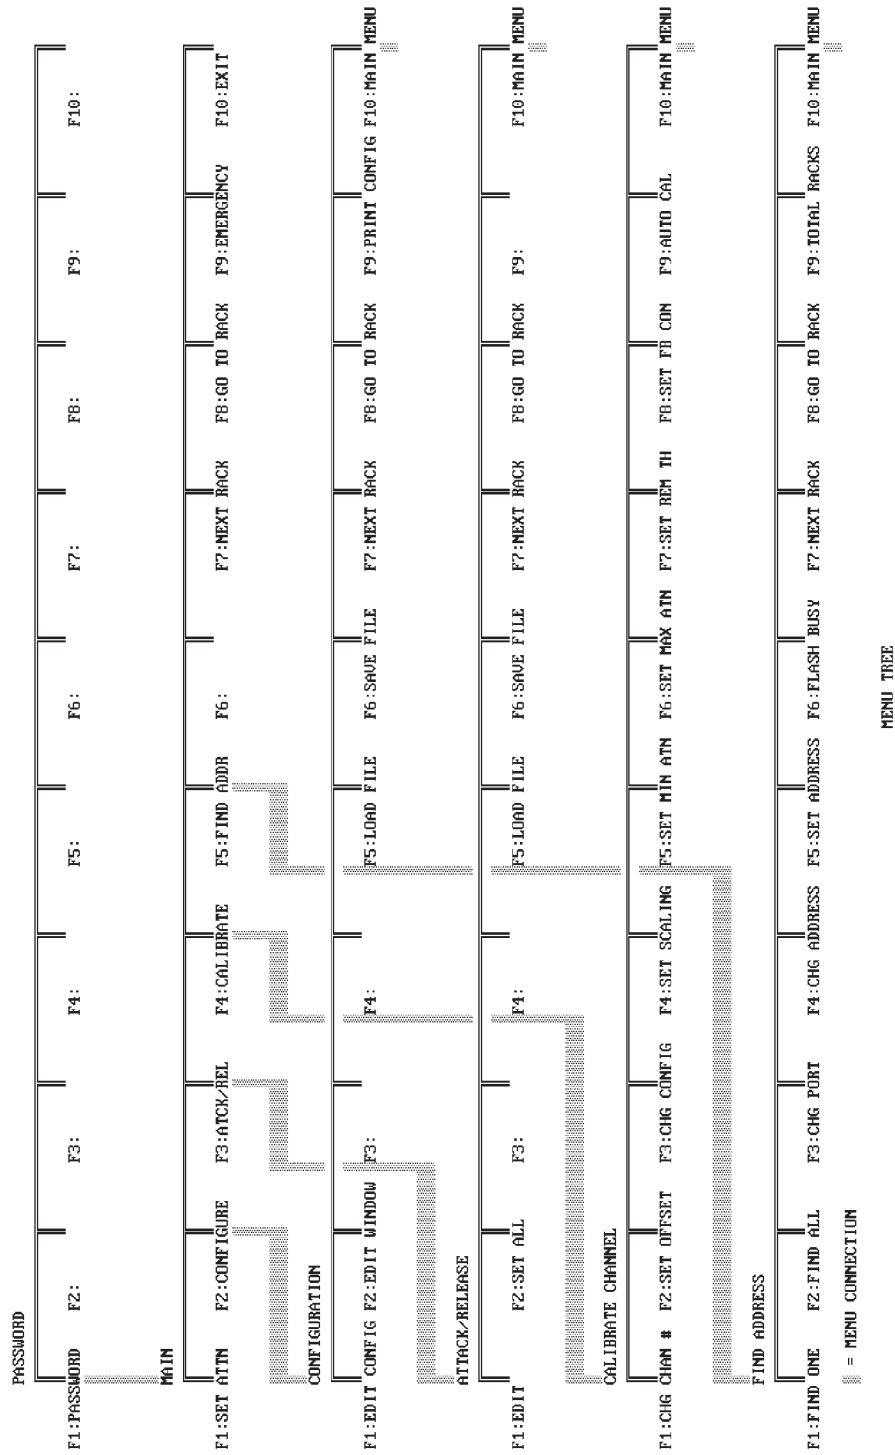 PASSWORD
F1:PASSWORD F2: F3: F4: F5: F6: F7: F8: F9: F10:
MAIN
F1:SET ATTN F2:CONFIGURE F3:ATCK/REL F4:CALIBRATE F5:FIND ADDR F6: F7:NEXT RACK F8:GO TO RACK F9:EMERGENCY F10:EXIT
CONFIGURATION
F1:EDIT CONFIG F2:EDIT WINDOW F3: F4: F5:LOAD FILE F6:SAVE FILE F7:NEXT RACK F8:GO TO RACK F9:PRINT CONFIG F10:MAIN MENU
ATTACK/RELEASE
F1:EDIT F2:SET ALL F3: F4: F5:LOAD FILE F6:SAVE FILE F7:NEXT RACK F8:GO TO RACK F9: F10:MAIN MENU
CALIBRATE CHANNEL
F1:CHG CHAN # F2:SET OFFSET F3:CHG CONFIG F4:SET SCALING F5:SET MIN ATN F6:SET MAX ATN F7:SET REM TH F8:SET FB CON F9:AUTO CAL F10:MAIN MENU
FIND ADDRESS
F1:FIND ONE F2:FIND ALL F3:CHG PORT F4:CHG ADDRESS F5:SET ADDRESS F6:FLASH BUSY F7:NEXT RACK F8:GO TO RACK F9:TOTAL RACKS F10:MAIN MENU
= MENU CONNECTION
MENU TREE